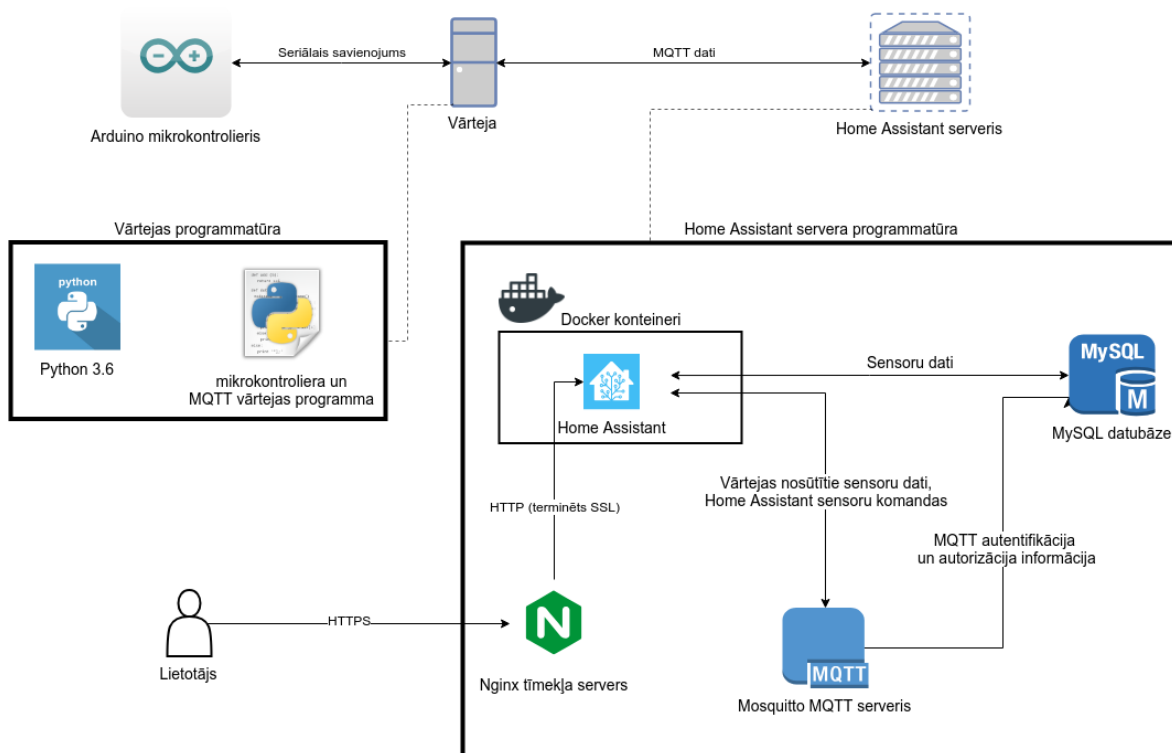 Seriālais savienojums
MQTT dati
Arduino mikrokontrolieris
Vārteja
Home Assistant serveris
Vārtejas programmatūra
Home Assistant servera programmatūra
python
Python 3.6
mikrokontroliera un
MQTT vārtejas programma
Docker konteineri
Home Assistant
Sensoru dati
MySQL
M
MySQL datubāze
HTTP (terminēts SSL)
Vārtejas nosūtītie sensoru dati,
Home Assistant sensoru komandas
MQTT autentifikācija
un autorizācija informācija
HTTPS
Lietotājs
N
Nginx tīmekļa servers
MQTT
Mosquitto MQTT serveris